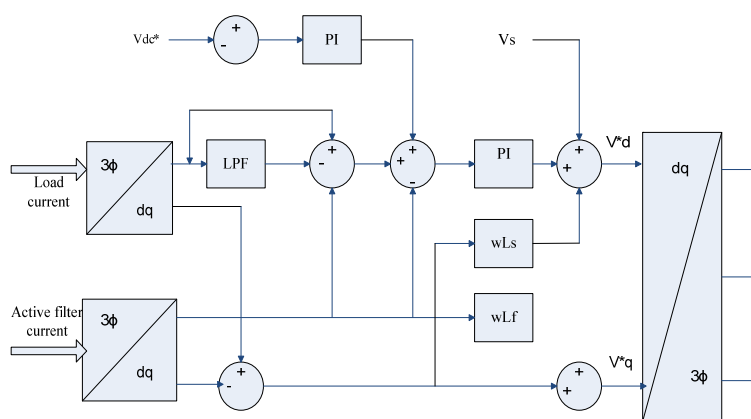 Vdc*
-
+
PI
Vs
3ϕ
dq
Load
current
LPF
-
+
+
+
-
PI
+
+
V*d
dq
3ϕ
wLs
wLf
Active filter
current
3ϕ
dq
-
+
+
+
V*q